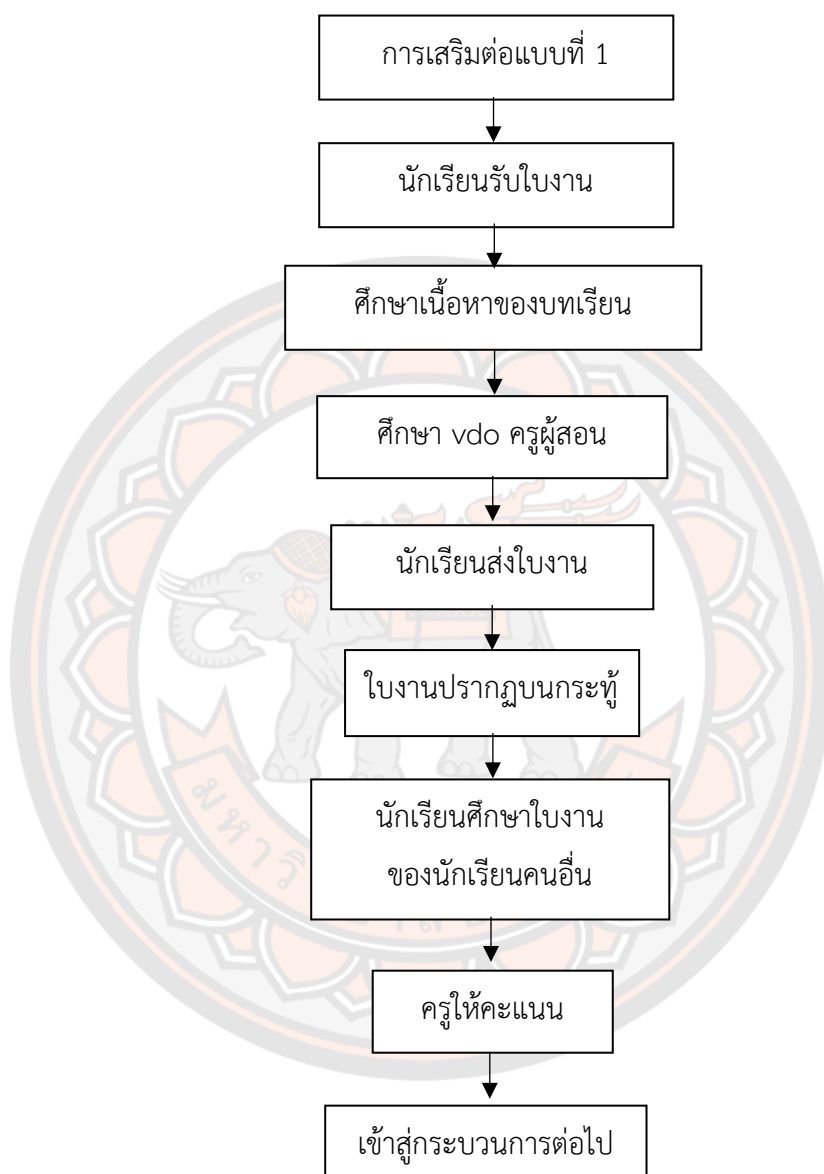 การเสริมต่อแบบที่ 1
นักเรียนรับใบงาน
ศึกษาเนื้อหาของบทเรียน
ศึกษา vdo ครูผู้สอน
นักเรียนส่งใบงาน
ใบงานปรากฏบนกระทู้
นักเรียนศึกษาใบงาน
ของนักเรียนคนอื่น
ครูให้คะแนน
เข้าสู่กระบวนการต่อไป